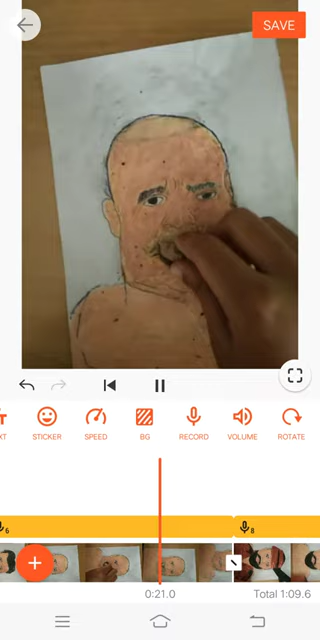 SAVE
XT STICKER SPEED BG RECORD VOLUME ROTATE
6 8
0:21.0 Total 1:09.6